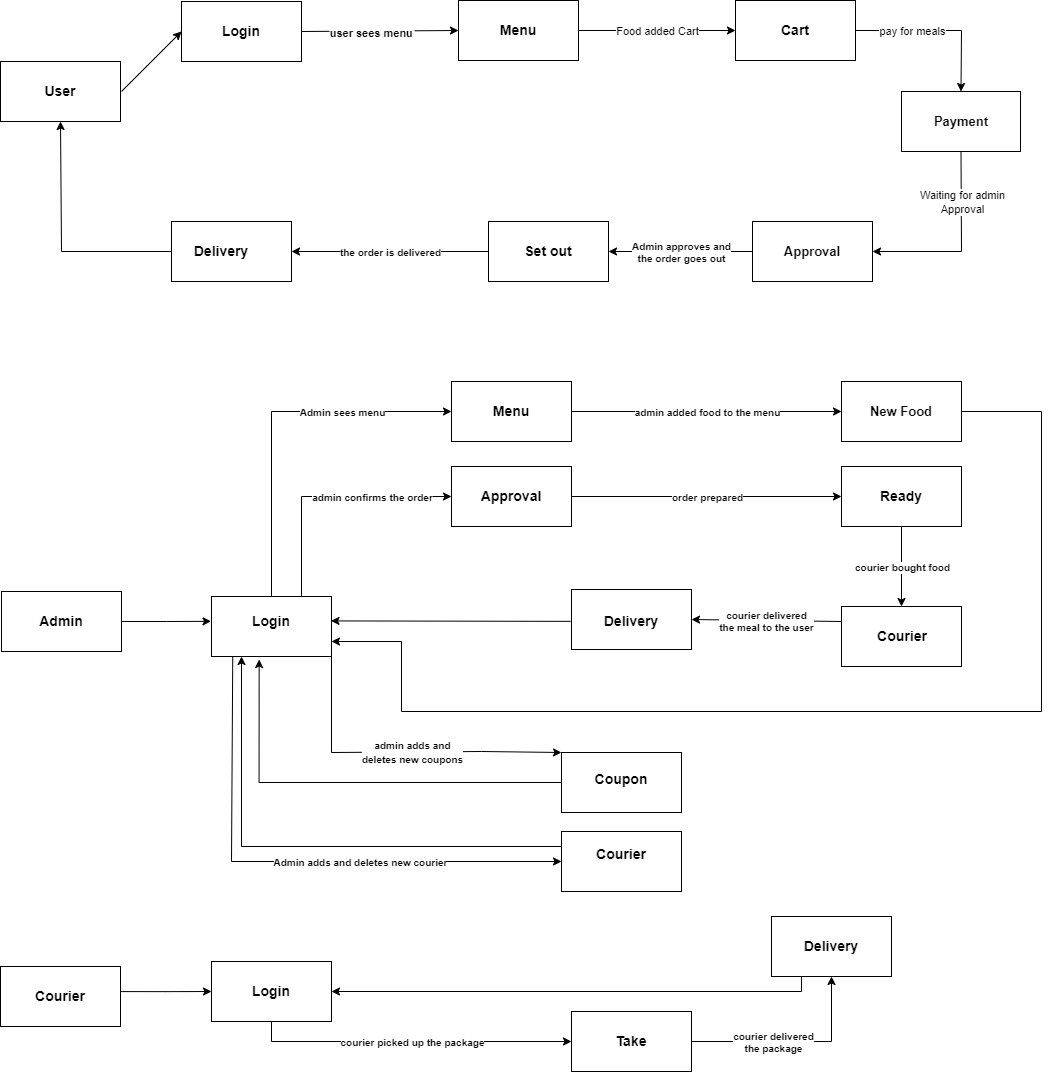 Login
user sees menu
Menu
Food added Cart
Cart
pay for meals
User
Payment
Waiting for admin
Approval
Delivery
the order is delivered
Set out
Admin approves and
the order goes out
Approval
Admin sees menu
Menu
admin added food to the menu
New Food
admin confirms the order
Approval
order prepared
Ready
courier bought food
Admin
Login
Delivery
courier delivered
the meal to the user
Courier
admin adds and
deletes new coupons
Coupon
Admin adds and deletes new courier
Courier
Delivery
Courier
Login
courier picked up the package
Take
courier delivered
the package